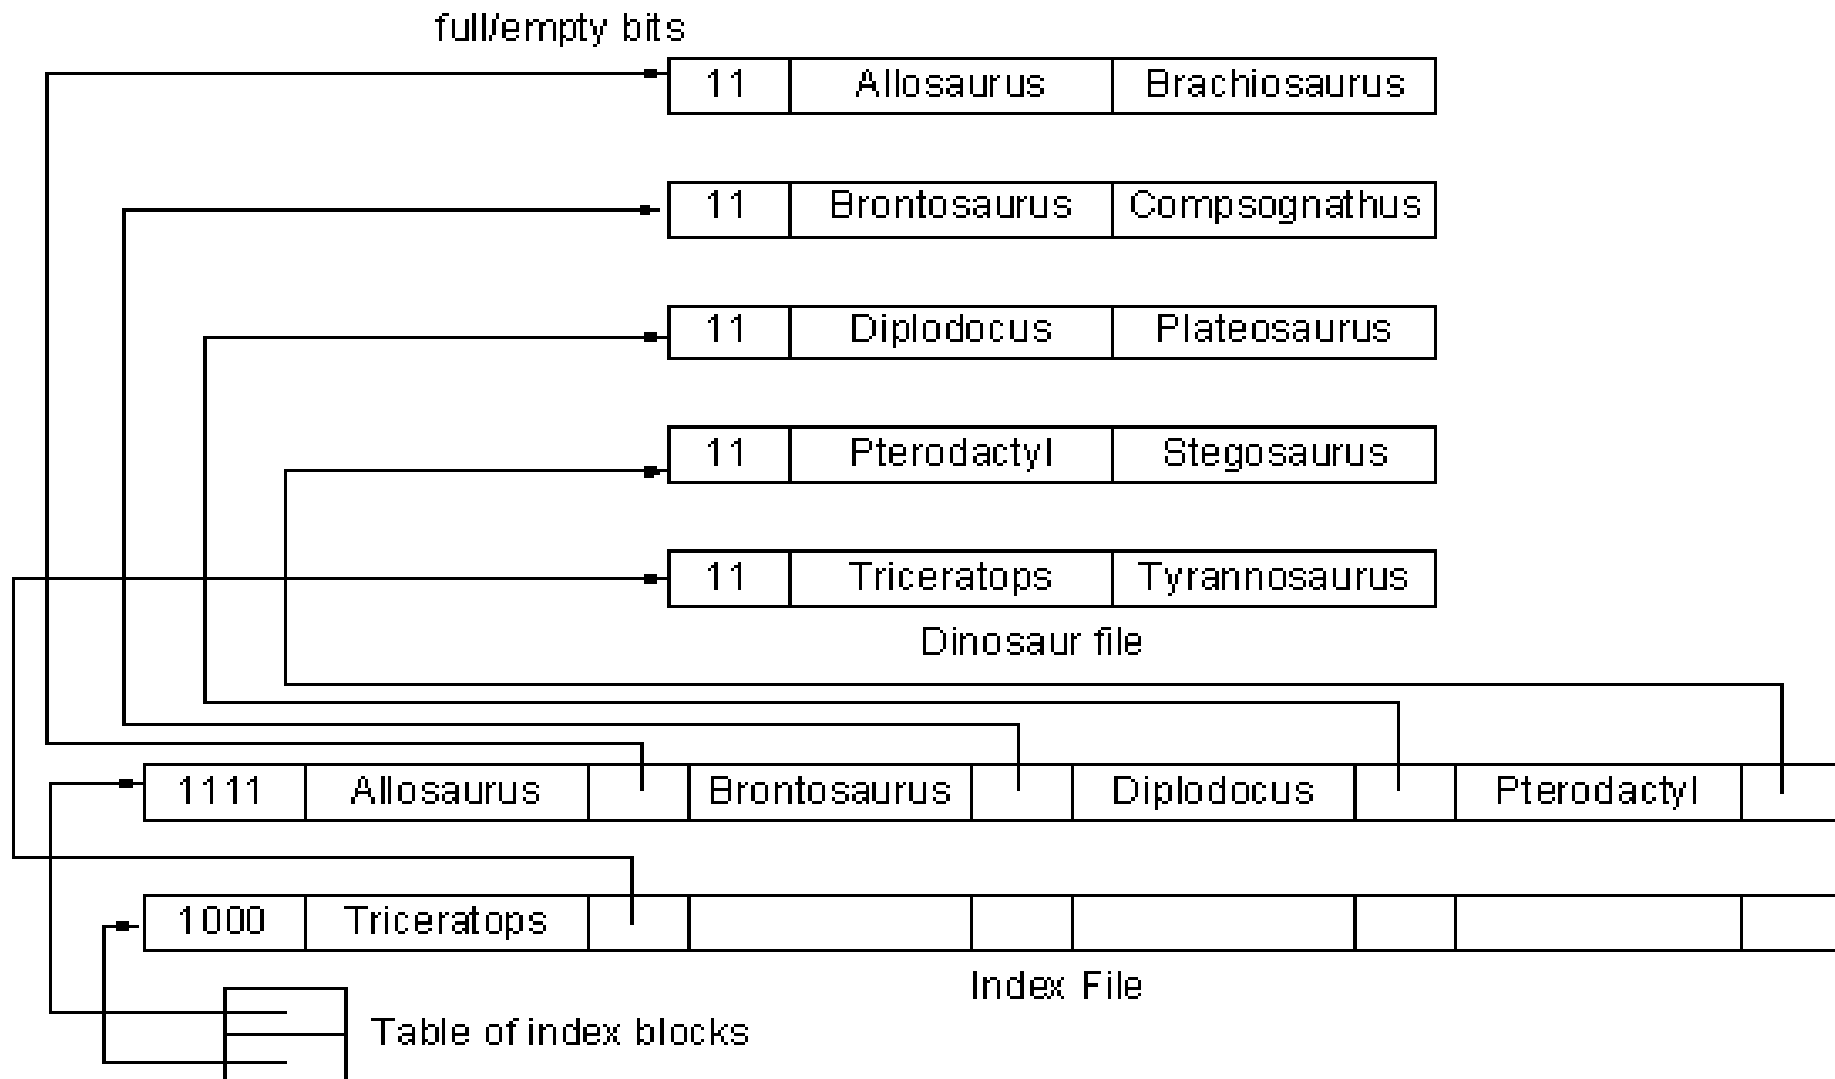 full/empty bits
11 Allosaurus Brachiosaurus
11 Brontosaurus Compsognathus
11 Diplodocus Plateosaurus
11 Pterodactyl Stegosaurus
11 Triceratops Tyrannosaurus
Dinosaur file
1111 Allosaurus Brontosaurus Diplodocus Pterodactyl
1000 Triceratops
Index File
Table of index blocks